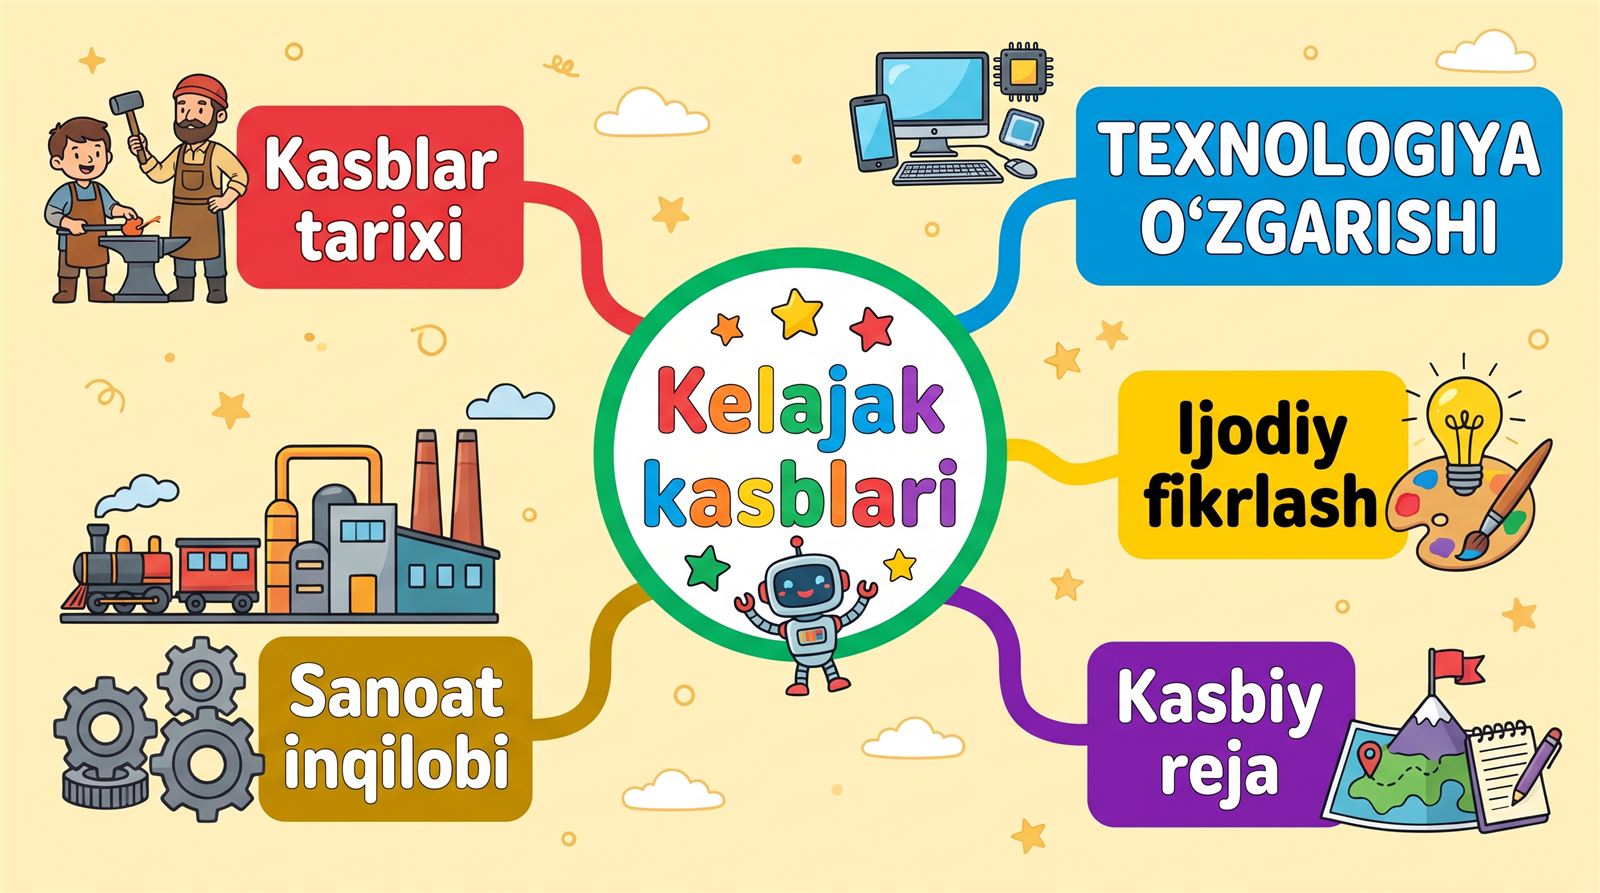 Kasblar
tarixi
TEXNOLOGIYA
O‘ZGARISHI
Kelajak
kasblari
Ijodiy
fikrlash
Sanoat
inqilobi
Kasbiy
reja